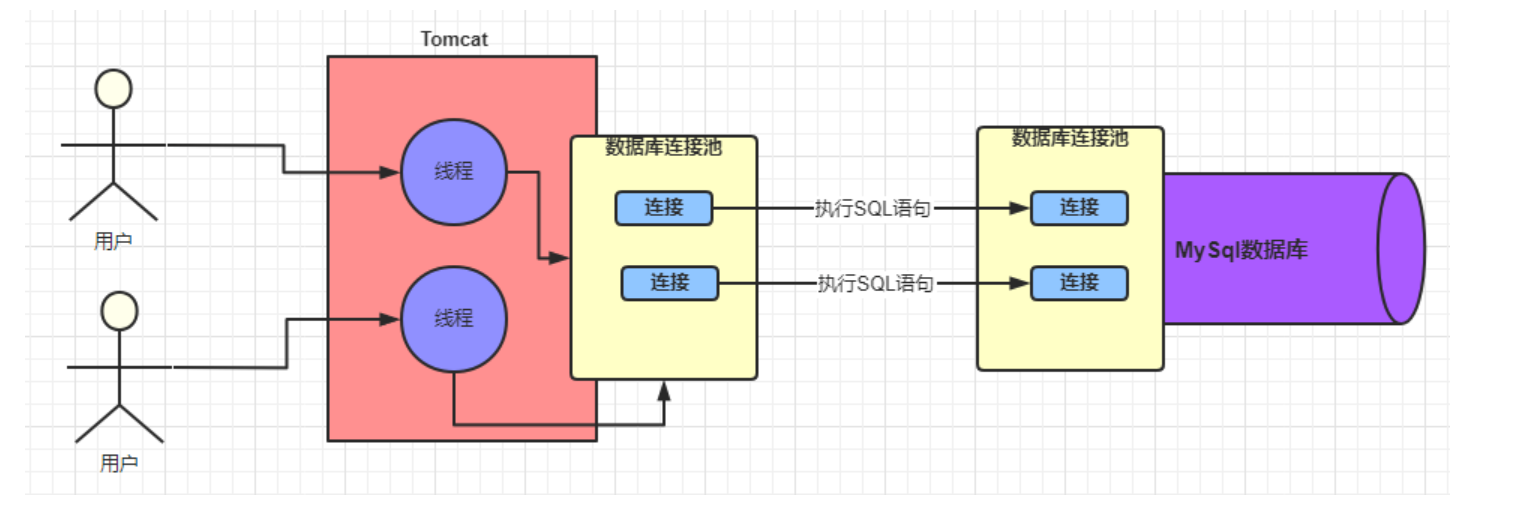 Tomcat
用户
用户
线程
线程
数据库连接池
连接
连接
执行SQL语句
执行SQL语句
数据库连接池
连接
连接
MySql数据库